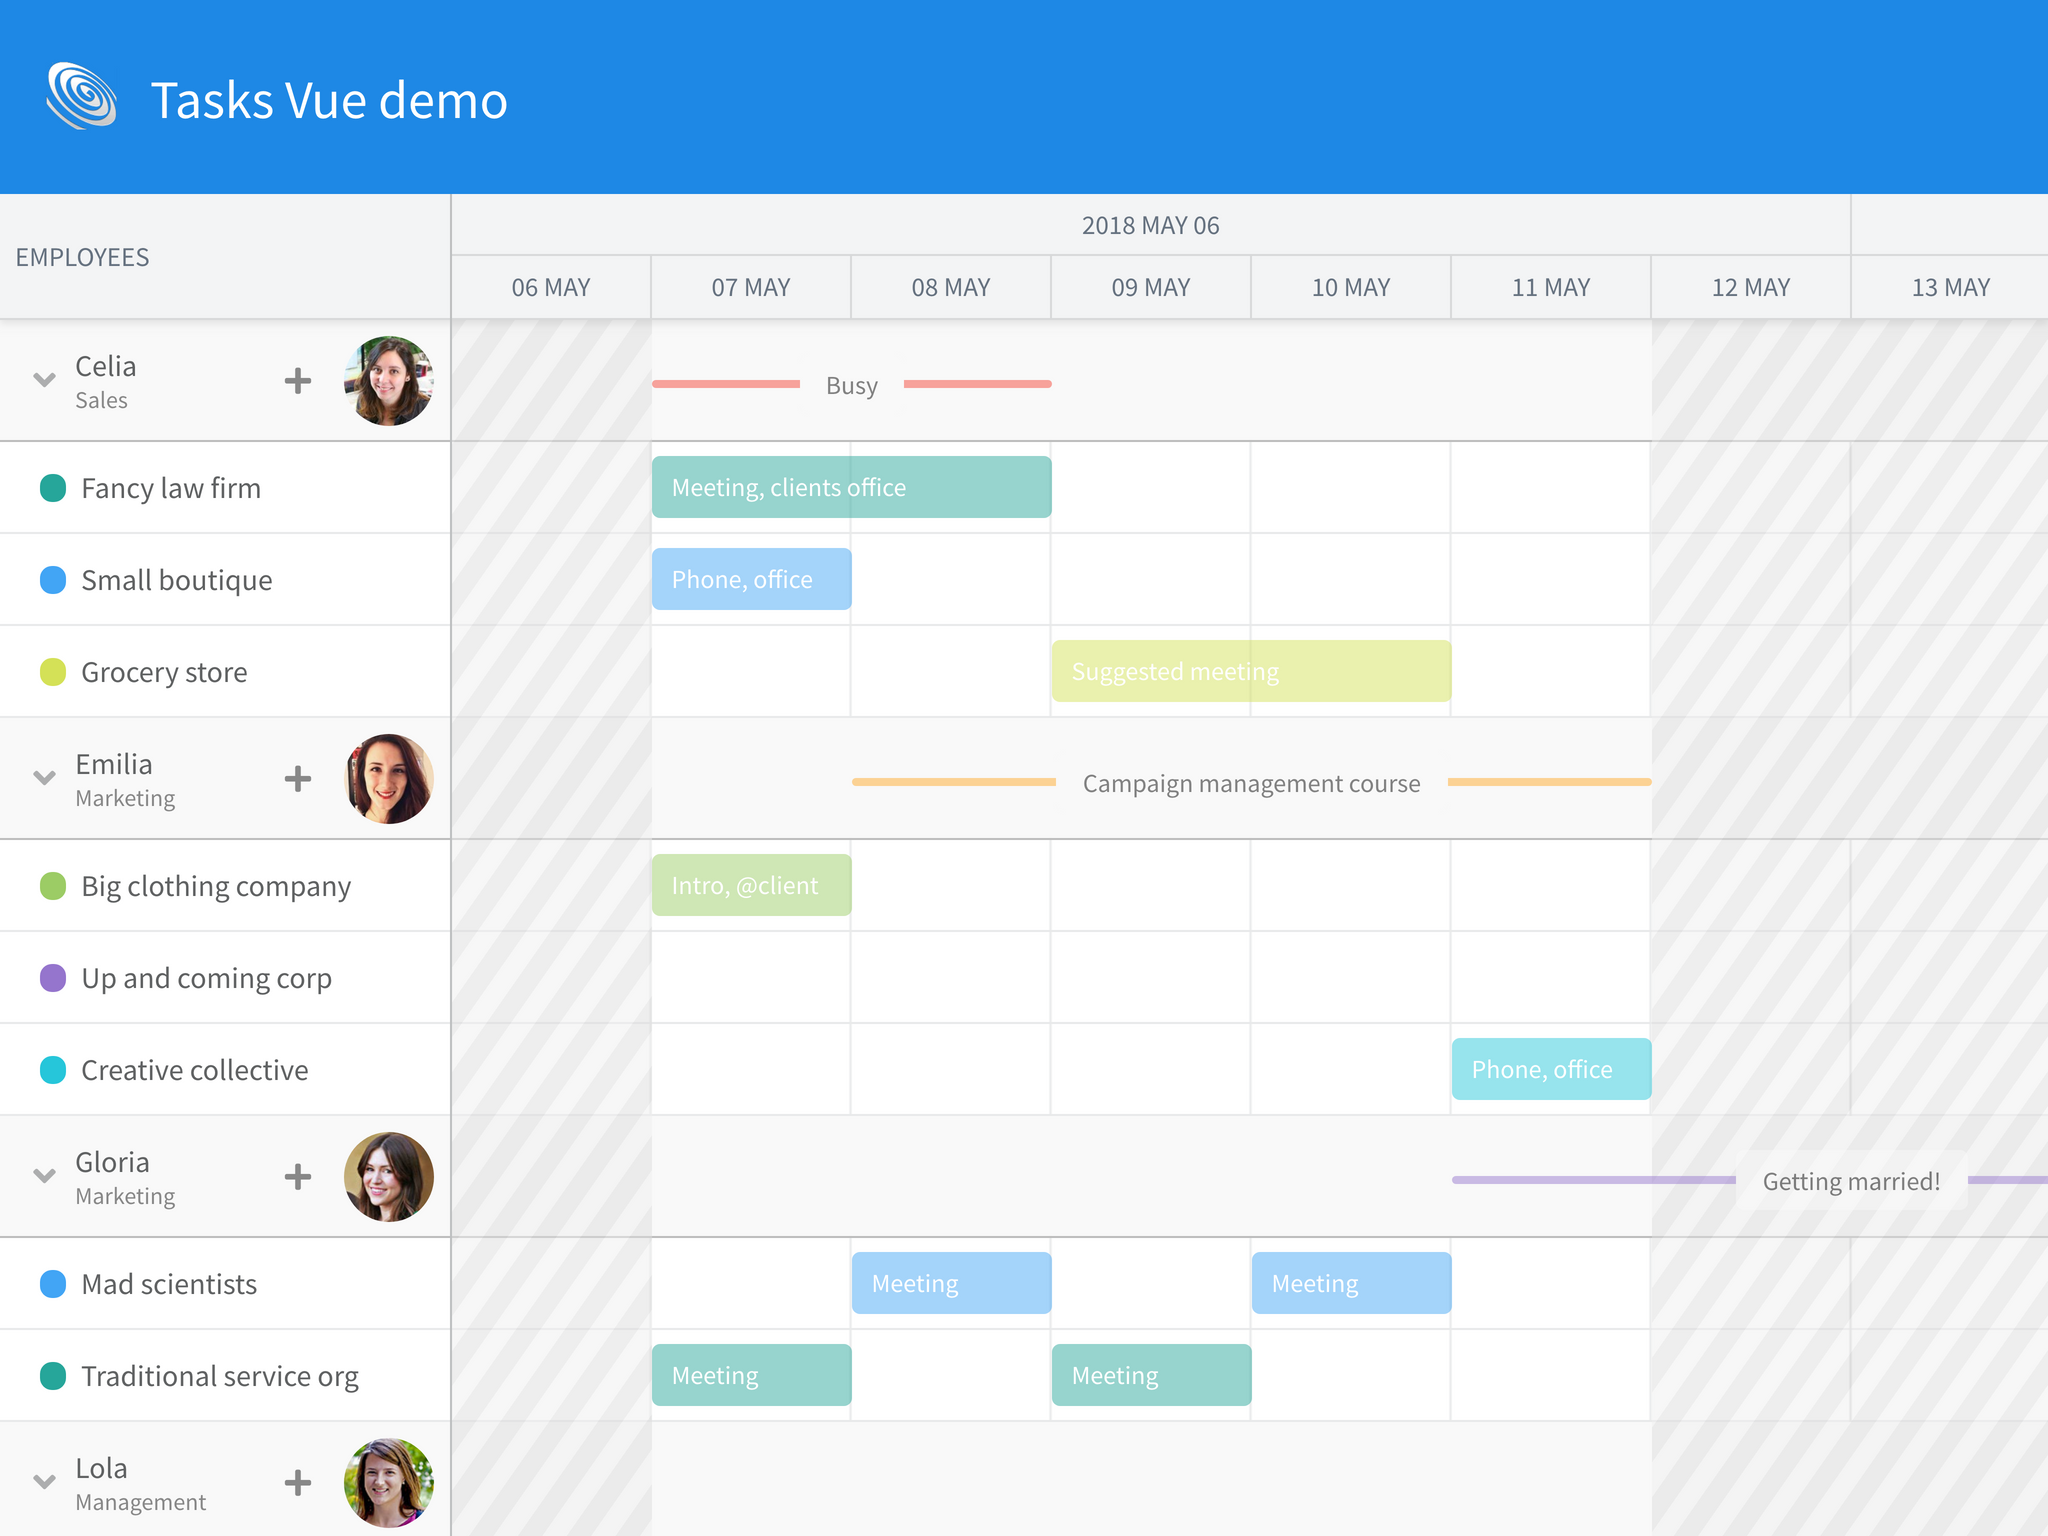 Tasks Vue demo
EMPLOYEES
2018 MAY 06
06 MAY
07 MAY
08 MAY
09 MAY
10 MAY
11 MAY
12 MAY
13 MAY
Celia
Sales
Busy
Fancy law firm
Meeting, clients office
Small boutique
Phone, office
Grocery store
Suggested meeting
Emilia
Marketing
Campaign management course
Big clothing company
Intro, @client
Up and coming corp
Creative collective
Phone, office
Gloria
Marketing
Getting married!
Mad scientists
Meeting
Meeting
Traditional service org
Meeting
Meeting
Lola
Management